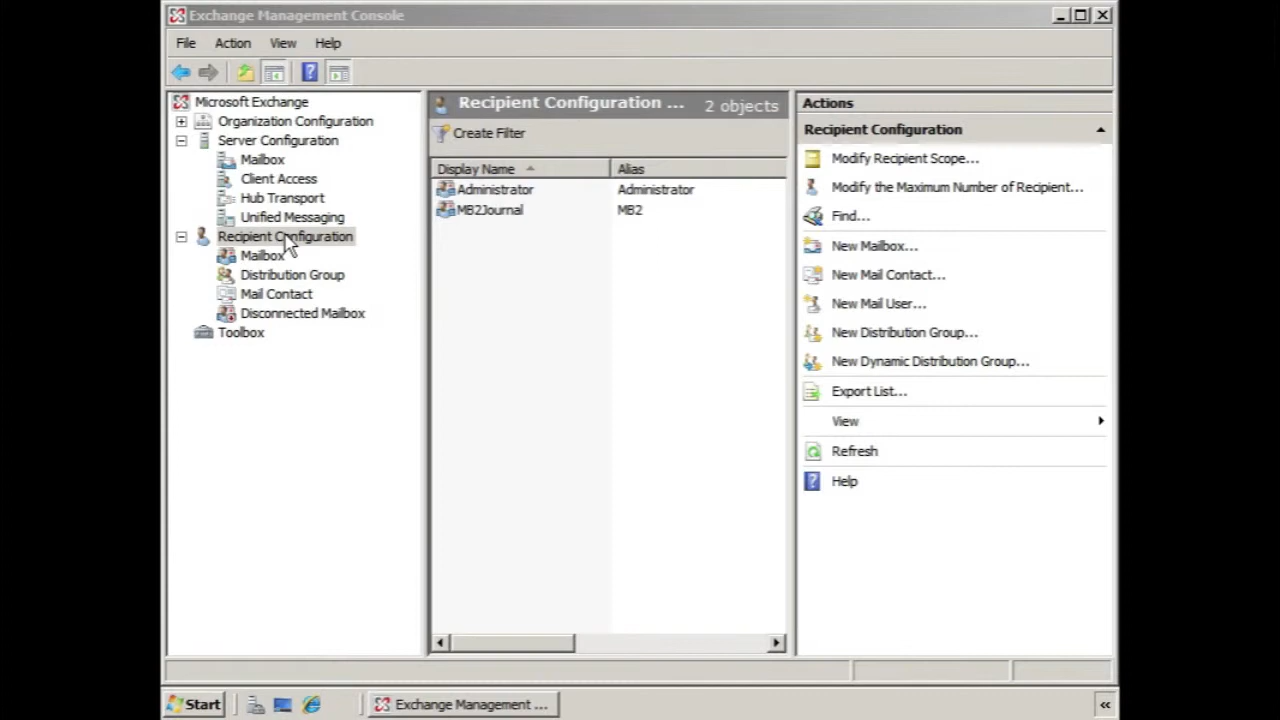 Exchange Management Console
File Action View Help
Microsoft Exchange
Organization Configuration
Server Configuration
Mailbox
Client Access
Hub Transport
Unified Messaging
Recipient Configuration
Mailbox
Distribution Group
Mail Contact
Disconnected Mailbox
Toolbox
Recipient Configuration ... 2 objects
Create Filter
Display Name Alias
Administrator Administrator
MB2Journal MB2
Actions
Recipient Configuration
Modify Recipient Scope...
Modify the Maximum Number of Recipient...
Find...
New Mailbox...
New Mail Contact...
New Mail User...
New Distribution Group...
New Dynamic Distribution Group...
Export List...
View
Refresh
Help
Start
Exchange Management ...